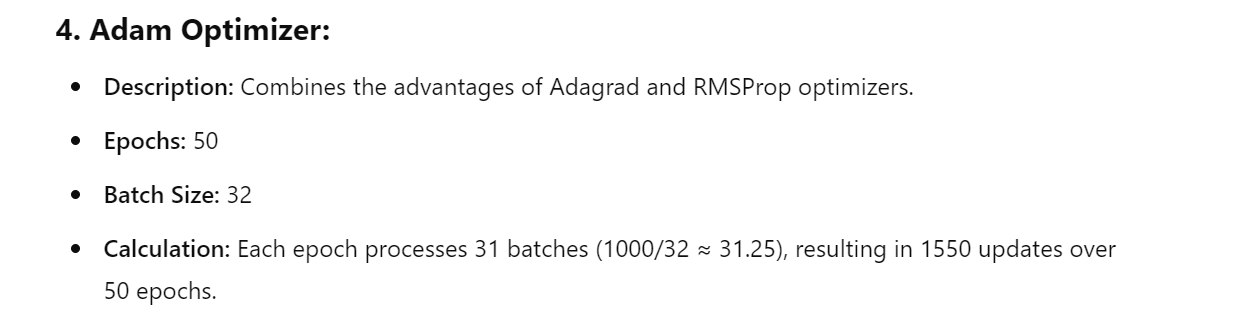 4. Adam Optimizer:
• Description: Combines the advantages of Adagrad and RMSProp optimizers.
• Epochs: 50
• Batch Size: 32
• Calculation: Each epoch processes 31 batches (1000/32 ≈ 31.25), resulting in 1550 updates over
50 epochs.